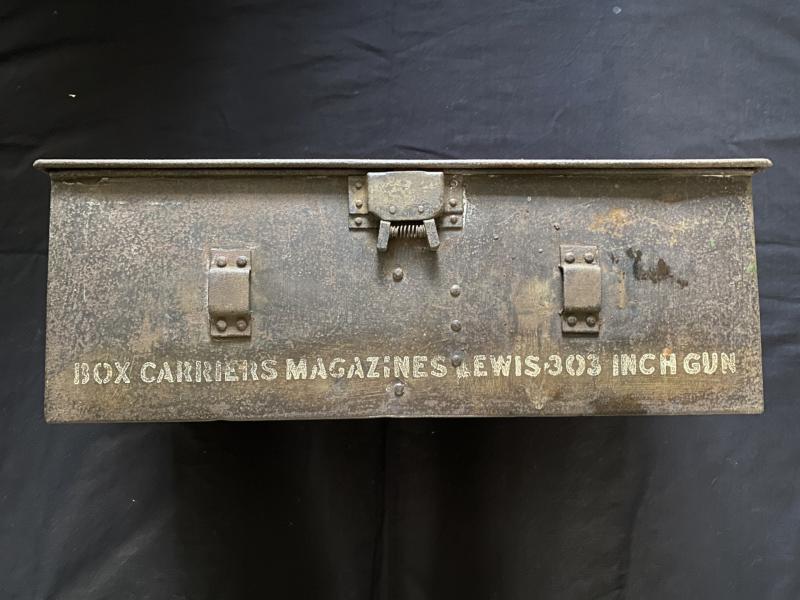 BOX CARRIERS MAGAZINES LEWIS·303 INCH GUN